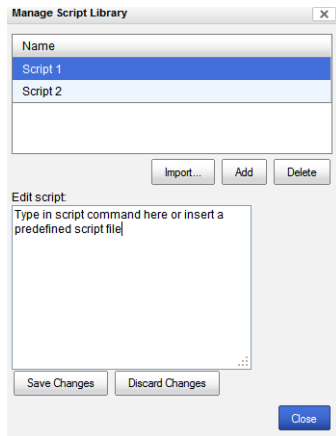 Manage Script Library
Name
Script 1
Script 2
Import... Add Delete
Edit script:
Type in script command here or insert a
predefined script file
Save Changes Discard Changes
Close